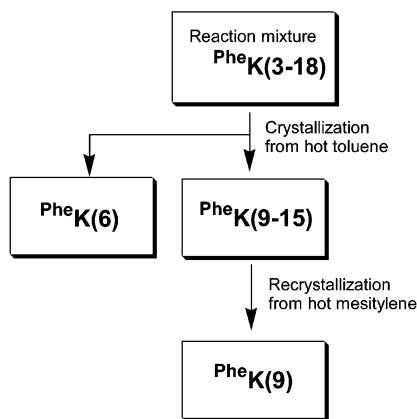 Reaction mixture
PheK(3-18)
Crystallization
from hot toluene
PheK(6)
PheK(9-15)
Recrystallization
from hot mesitylene
PheK(9)